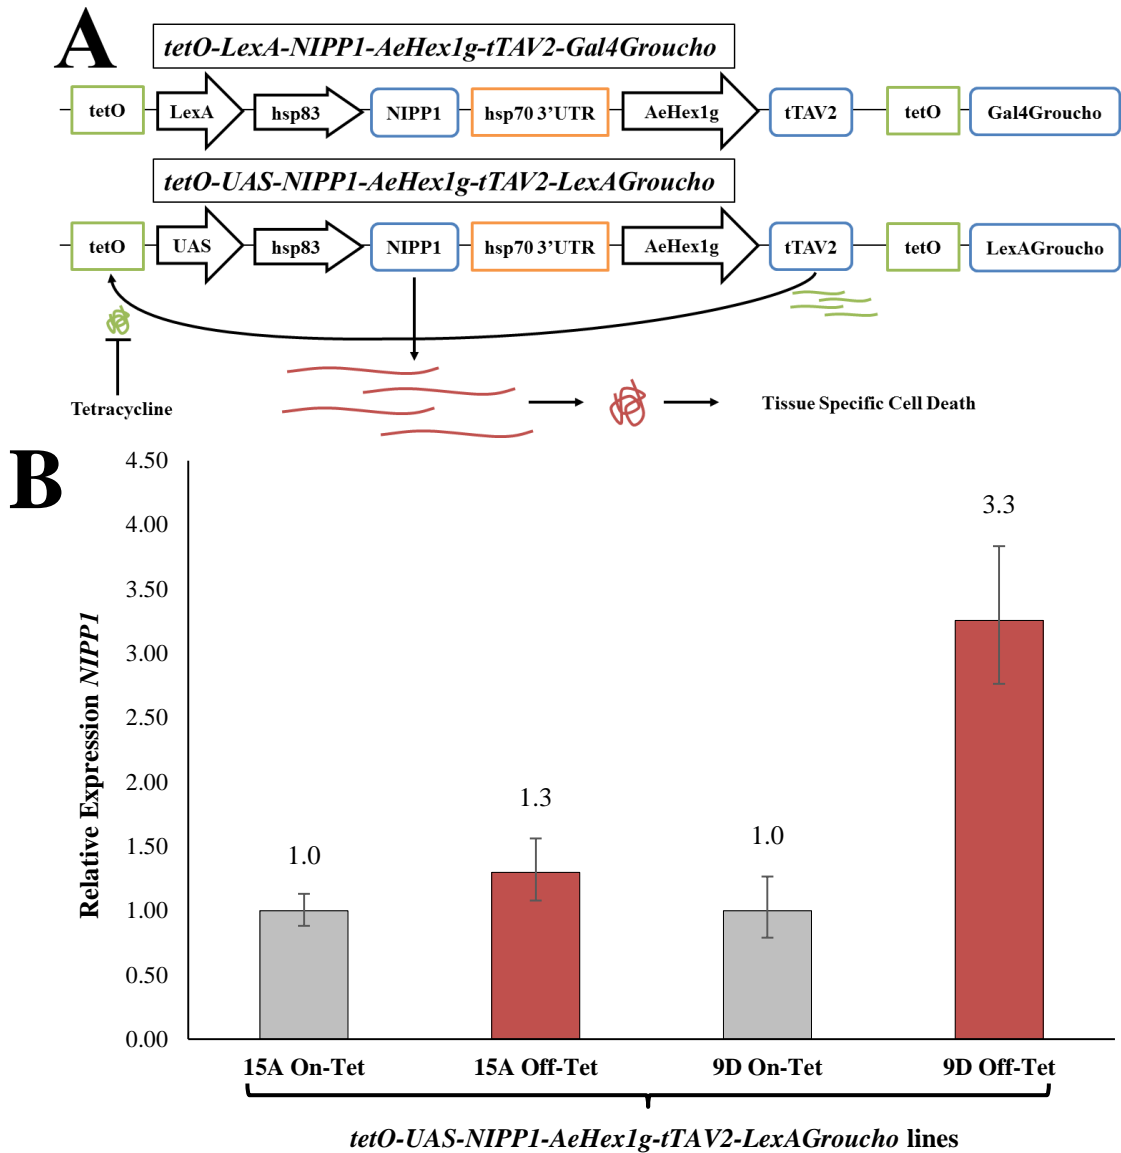 A
tetO-LexA-NIPP1-AeHex1g-tTAV2-Gal4Groucho
tetO LexA hsp83 NIPP1 hsp70 3’UTR AeHex1g tTAV2 tetO Gal4Groucho
tetO-UAS-NIPP1-AeHex1g-tTAV2-LexAGroucho
tetO UAS hsp83 NIPP1 hsp70 3’UTR AeHex1g tTAV2 tetO LexAGroucho
Tetracycline
Tissue Specific Cell Death
B
Relative Expression NIPP1
4.50
4.00
3.50
3.00
2.50
2.00
1.50
1.00
0.50
0.00
1.0
1.3
1.0
3.3
15A On-Tet 15A Off-Tet 9D On-Tet 9D Off-Tet
tetO-UAS-NIPP1-AeHex1g-tTAV2-LexAGroucho lines